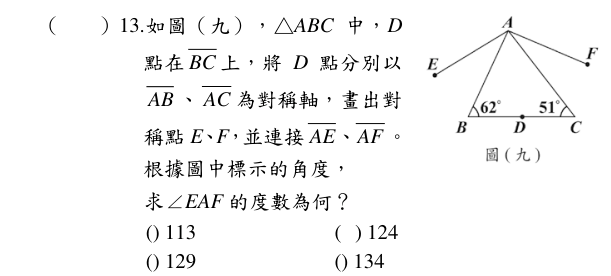 (　　) 13.如圖（九），△ABC 中，D
點在 BC 上，將 D 點分別以
AB 、 AC 為對稱軸，畫出對
稱點 E、F，並連接 AE、AF 。
根據圖中標示的角度，
求∠EAF 的度數為何？
() 113　　( ) 124
() 129　　() 134
A
E
F
62°
51°
B
D
C
圖（九）